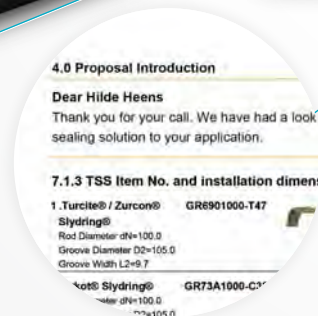 4.0 Proposal Introduction
Dear Hilde Heens
Thank you for your call. We have had a look
sealing solution to your application.
7.1.3 TSS Item No. and installation dimens
1 .Turcite® / Zurcon® GR6901000-T47
Slydring®
Rod Diameter dN=100.0
Groove Diameter D2=105.0
Groove Width L2=9.7
Slydring® GR73A1000-C3
dN=100.0
D2=105.0